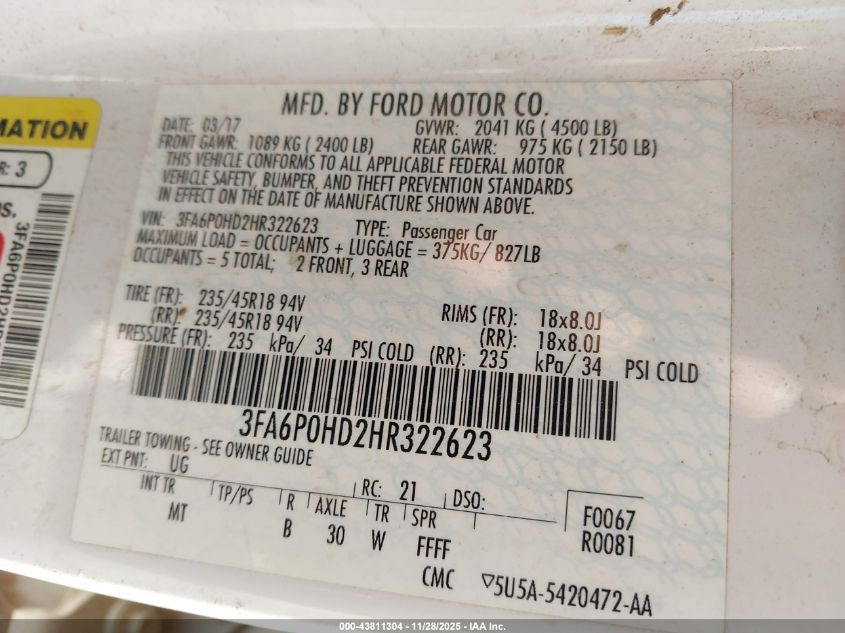 MATION
R: 3
3FA6P0HD2HR
MFD. BY FORD MOTOR CO.
DATE: 03/17 GVWR: 2041 KG ( 4500 LB)
FRONT GAWR: 1089 KG ( 2400 LB) REAR GAWR: 975 KG ( 2150 LB)
THIS VEHICLE CONFORMS TO ALL APPLICABLE FEDERAL MOTOR
VEHICLE SAFETY, BUMPER, AND THEFT PREVENTION STANDARDS
IN EFFECT ON THE DATE OF MANUFACTURE SHOWN ABOVE.
VIN: 3FA6P0HD2HR322623 TYPE: Passenger Car
MAXIMUM LOAD = OCCUPANTS + LUGGAGE = 375KG/ 827LB
OCCUPANTS = 5 TOTAL; 2 FRONT, 3 REAR
TIRE (FR): 235/45R18 94V RIMS (FR): 18x8.0J
(RR): 235/45R18 94V (RR): 18x8.0J
PRESSURE (FR): 235 kPa/ 34 PSI COLD (RR): 235 kPa/ 34 PSI COLD
3FA6P0HD2HR322623
TRAILER TOWING - SEE OWNER GUIDE
EXT PNT: UG RC: 21 DSO:
INT TR TP/PS R AXLE TR SPR F0067
MT B 30 W FFFF R0081
CMC ▽5U5A-5420472-AA
000-43811304 | 11/28/2025 - IAA Inc.